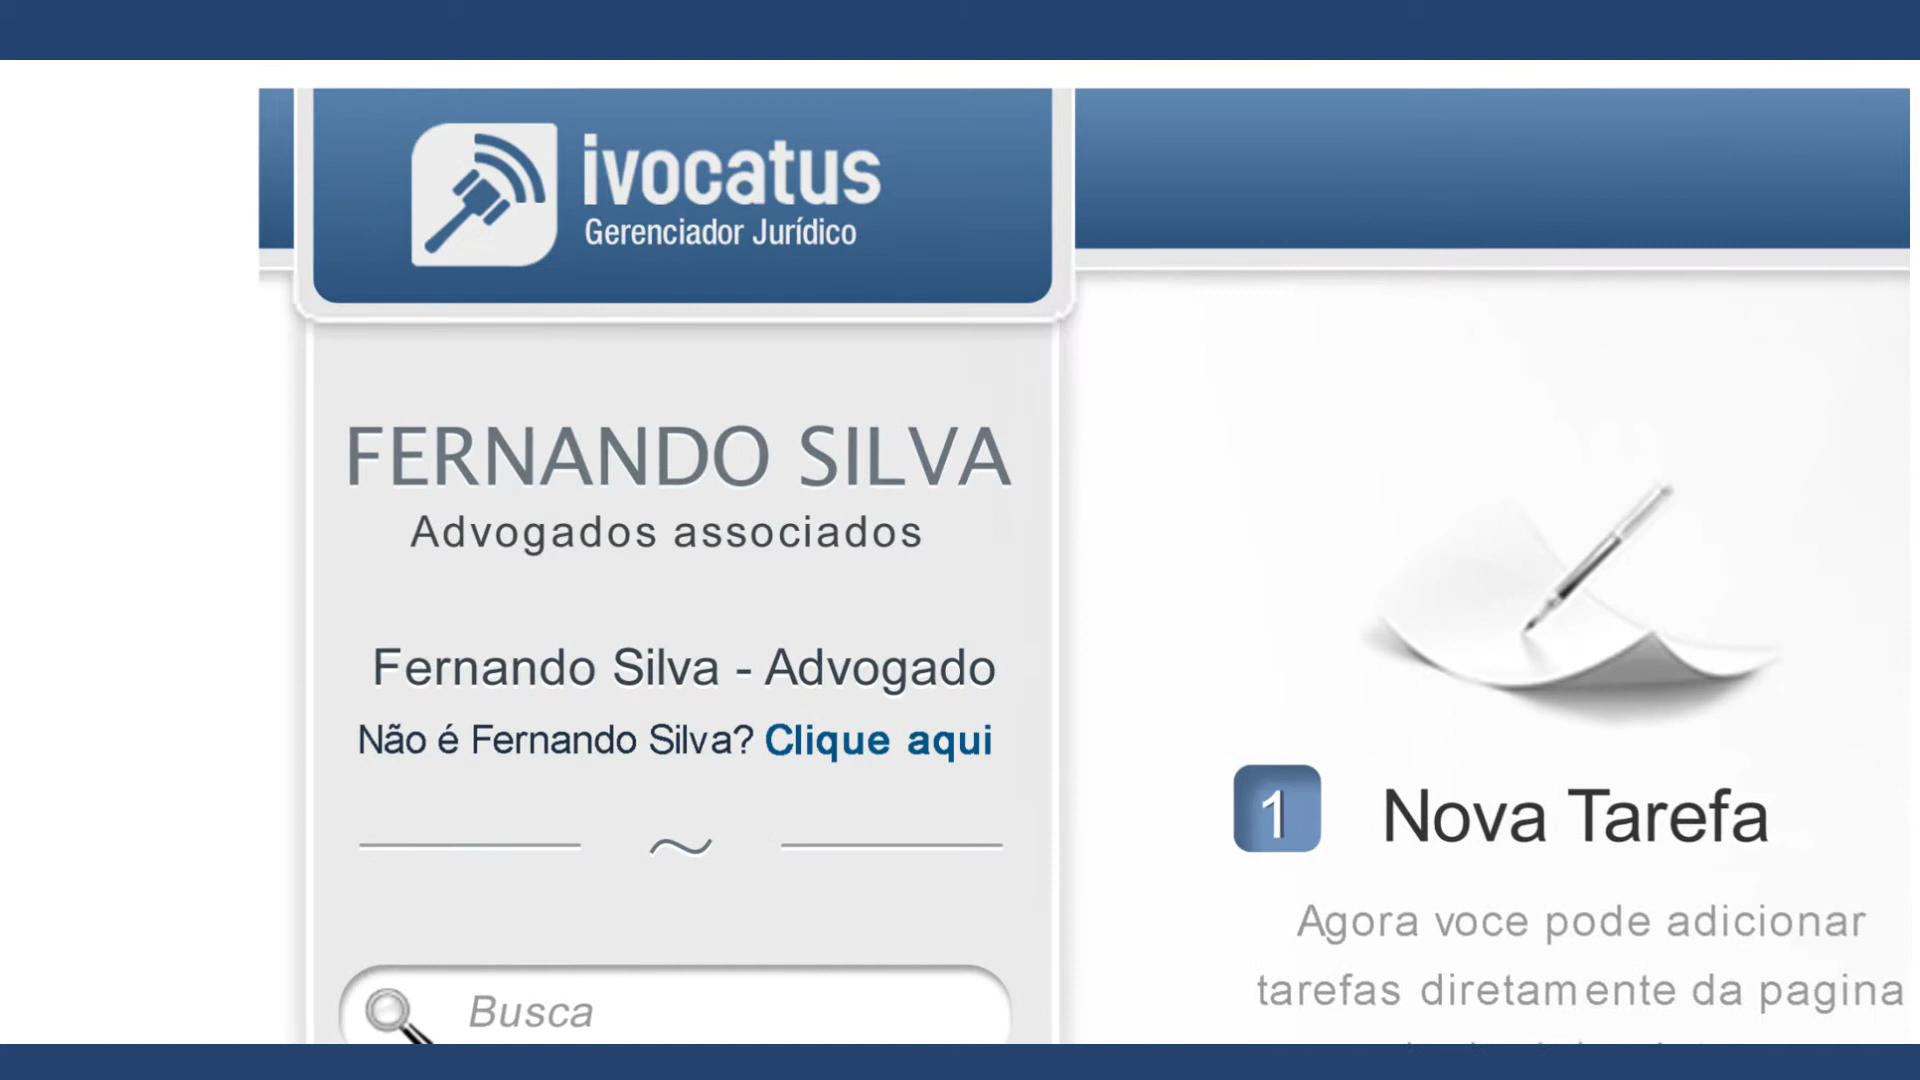 ivocatus
Gerenciador Jurídico
FERNANDO SILVA
Advogados associados
Fernando Silva - Advogado
Não é Fernando Silva? Clique aqui
~
Busca
1 Nova Tarefa
Agora voce pode adicionar
tarefas diretamente da pagina